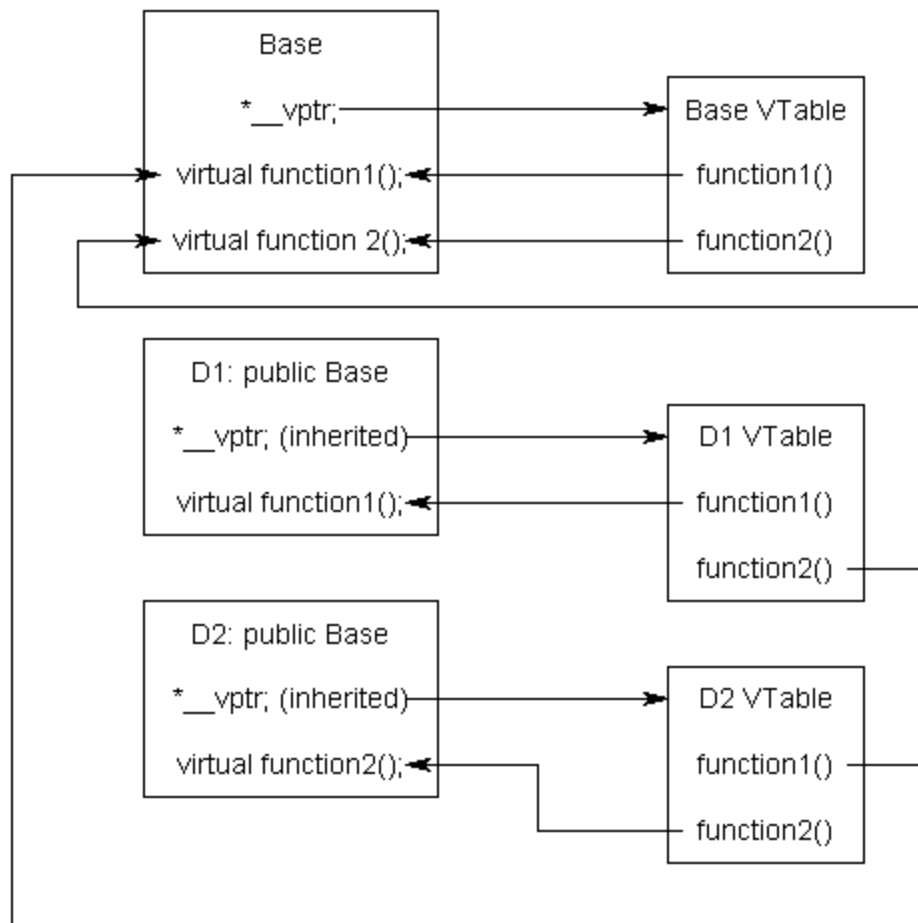 Base
*__vptr;
virtual function1();
virtual function 2();
Base VTable
function1()
function2()
D1: public Base
*__vptr; (inherited)
virtual function1();
D1 VTable
function1()
function2()
D2: public Base
*__vptr; (inherited)
virtual function2();
D2 VTable
function1()
function2()